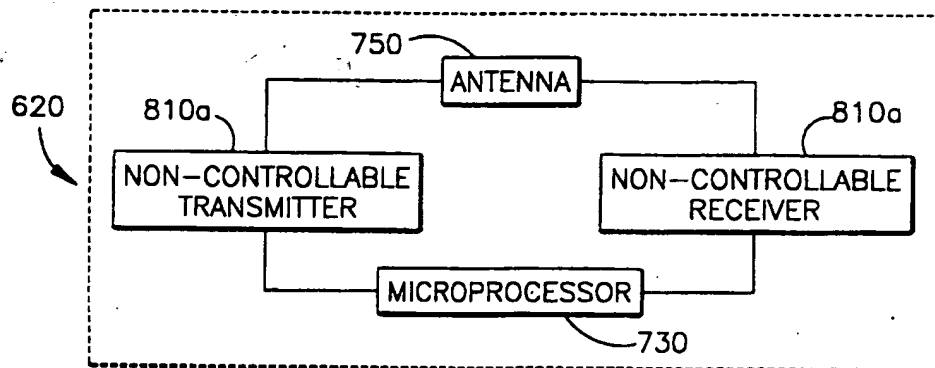 750
ANTENNA
620
810a
810a
NON-CONTROLLABLE
TRANSMITTER
NON-CONTROLLABLE
RECEIVER
MICROPROCESSOR
730